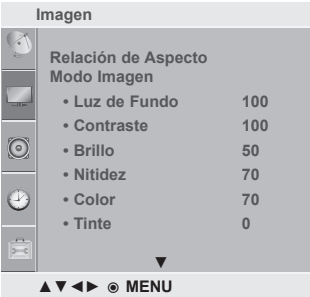 Imagen
Relación de Aspecto
Modo Imagen
• Luz de Fundo 100
• Contraste 100
• Brillo 50
• Nitidez 70
• Color 70
• Tinte 0
▼
▲▼◄► ◉ MENU